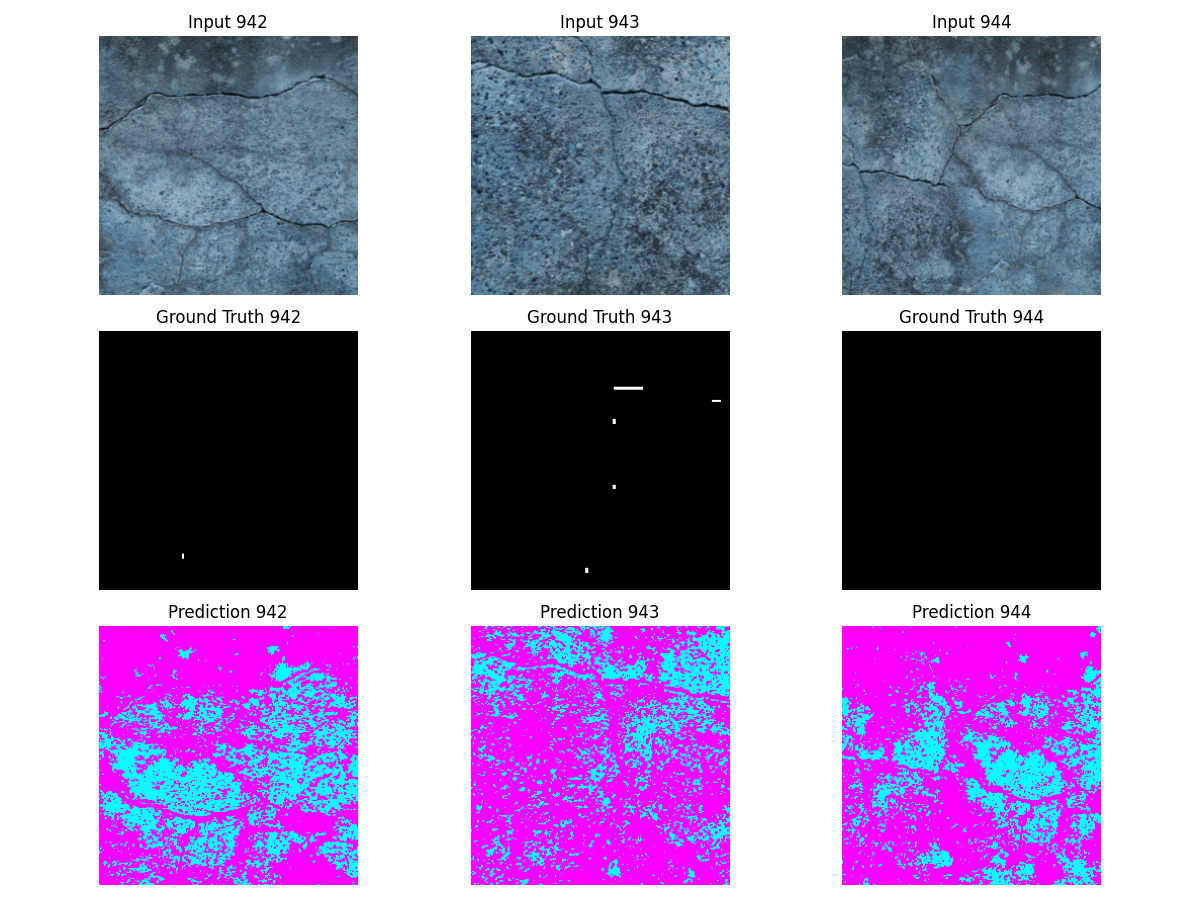 Input 942
Input 943
Input 944
Ground Truth 942
Ground Truth 943
Ground Truth 944
Prediction 942
Prediction 943
Prediction 944